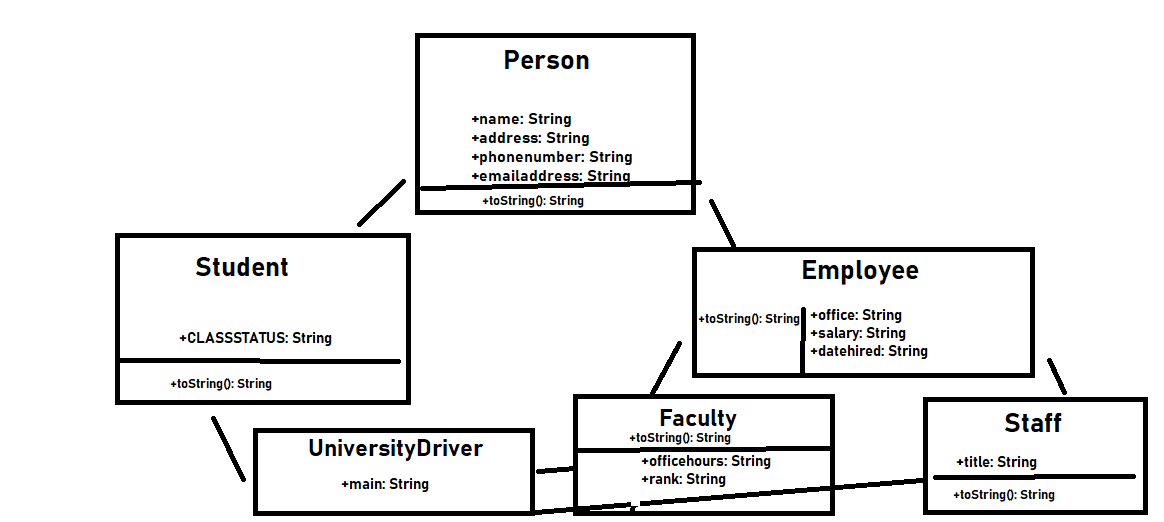 Person
+name: String
+address: String
+phonenumber: String
+emailaddress: String
+toString(): String
Student
+CLASSSTATUS: String
+toString(): String
Employee
+toString(): String
+office: String
+salary: String
+datehired: String
UniversityDriver
+main: String
Faculty
+toString(): String
+officehours: String
+rank: String
Staff
+title: String
+toString(): String